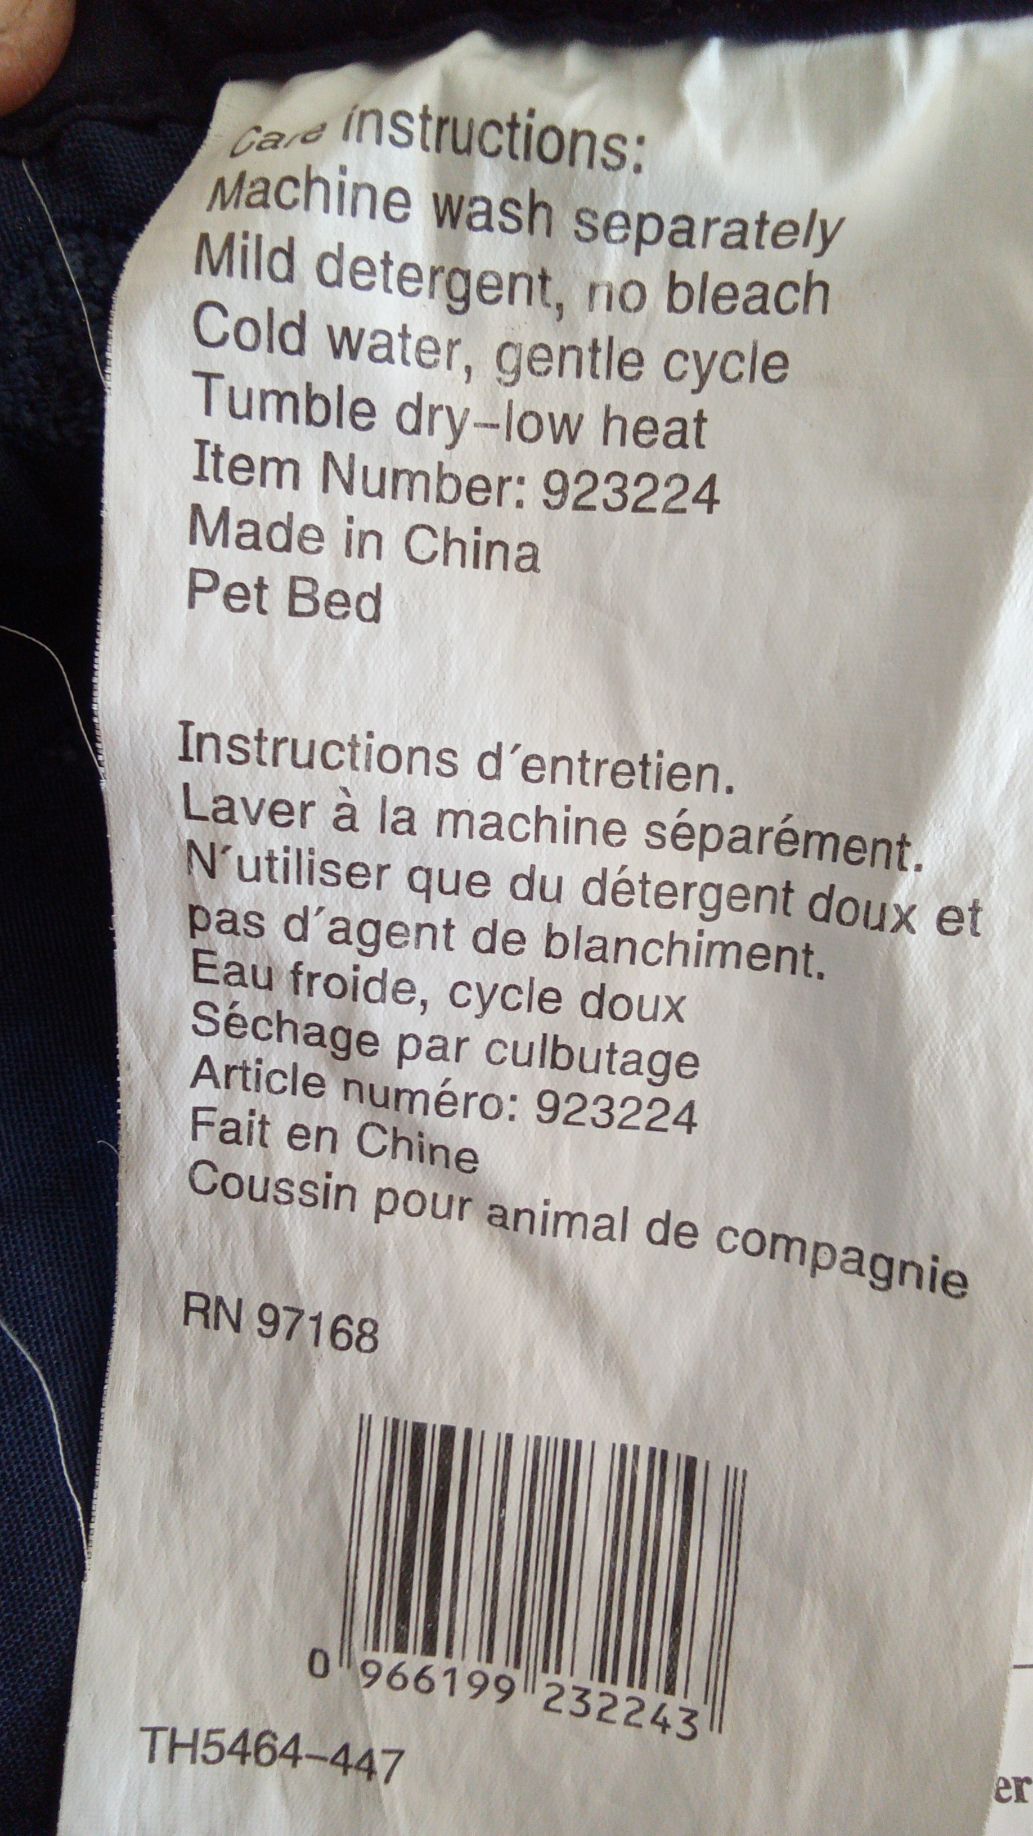 Care instructions:
Machine wash separately
Mild detergent, no bleach
Cold water, gentle cycle
Tumble dry-low heat
Item Number: 923224
Made in China
Pet Bed
Instructions d´entretien.
Laver à la machine séparément.
N´utiliser que du détergent doux et
pas d´agent de blanchiment.
Eau froide, cycle doux
Séchage par culbutage
Article numéro: 923224
Fait en Chine
Coussin pour animal de compagnie
RN 97168
0 966199 232243
TH5464-447